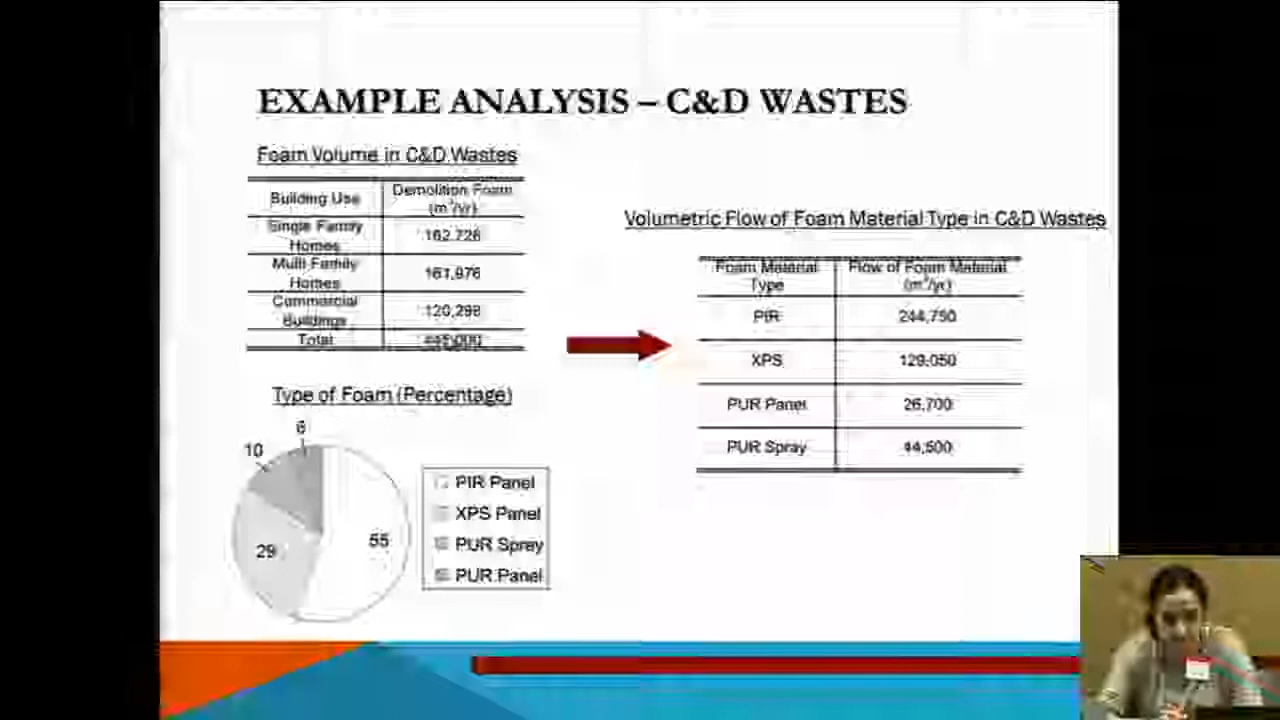 EXAMPLE ANALYSIS – C&D WASTES
Foam Volume in C&D Wastes
Building Use
Demolition Foam
(m³/yr)
Single Family
Homes
162,726
Multi Family
Homes
161,976
Commercial
Buildings
120,298
Total
445,000
Type of Foam (Percentage)
6
10
29
55
PIR Panel
XPS Panel
PUR Spray
PUR Panel
Volumetric Flow of Foam Material Type in C&D Wastes
Foam Material
Type
Flow of Foam Material
(m³/yr)
PIR
244,750
XPS
129,050
PUR Panel
26,700
PUR Spray
44,500